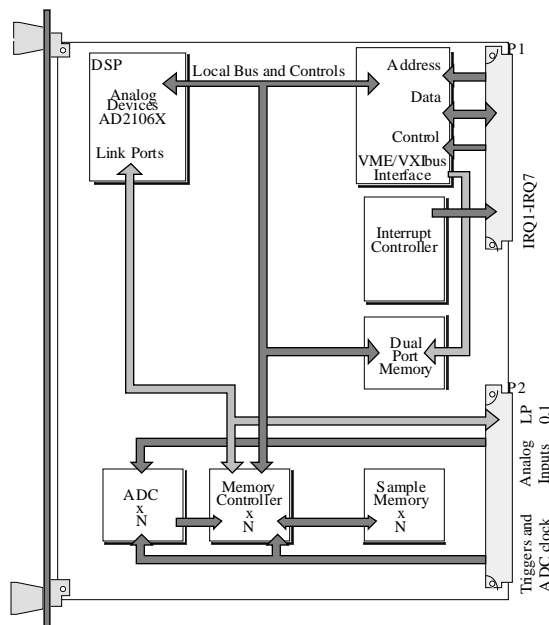 P1
DSP
Analog
Devices
AD2106X
Link Ports
Local Bus and Controls
Address
Data
Control
VME/VXIbus
Interface
IRQ1-IRQ7
Interrupt
Controller
Dual
Port
Memory
P2
LP 0.1
Analog
Inputs
Triggers and
ADC clock
ADC
x
N
Memory
Controller
x
N
Sample
Memory
x
N